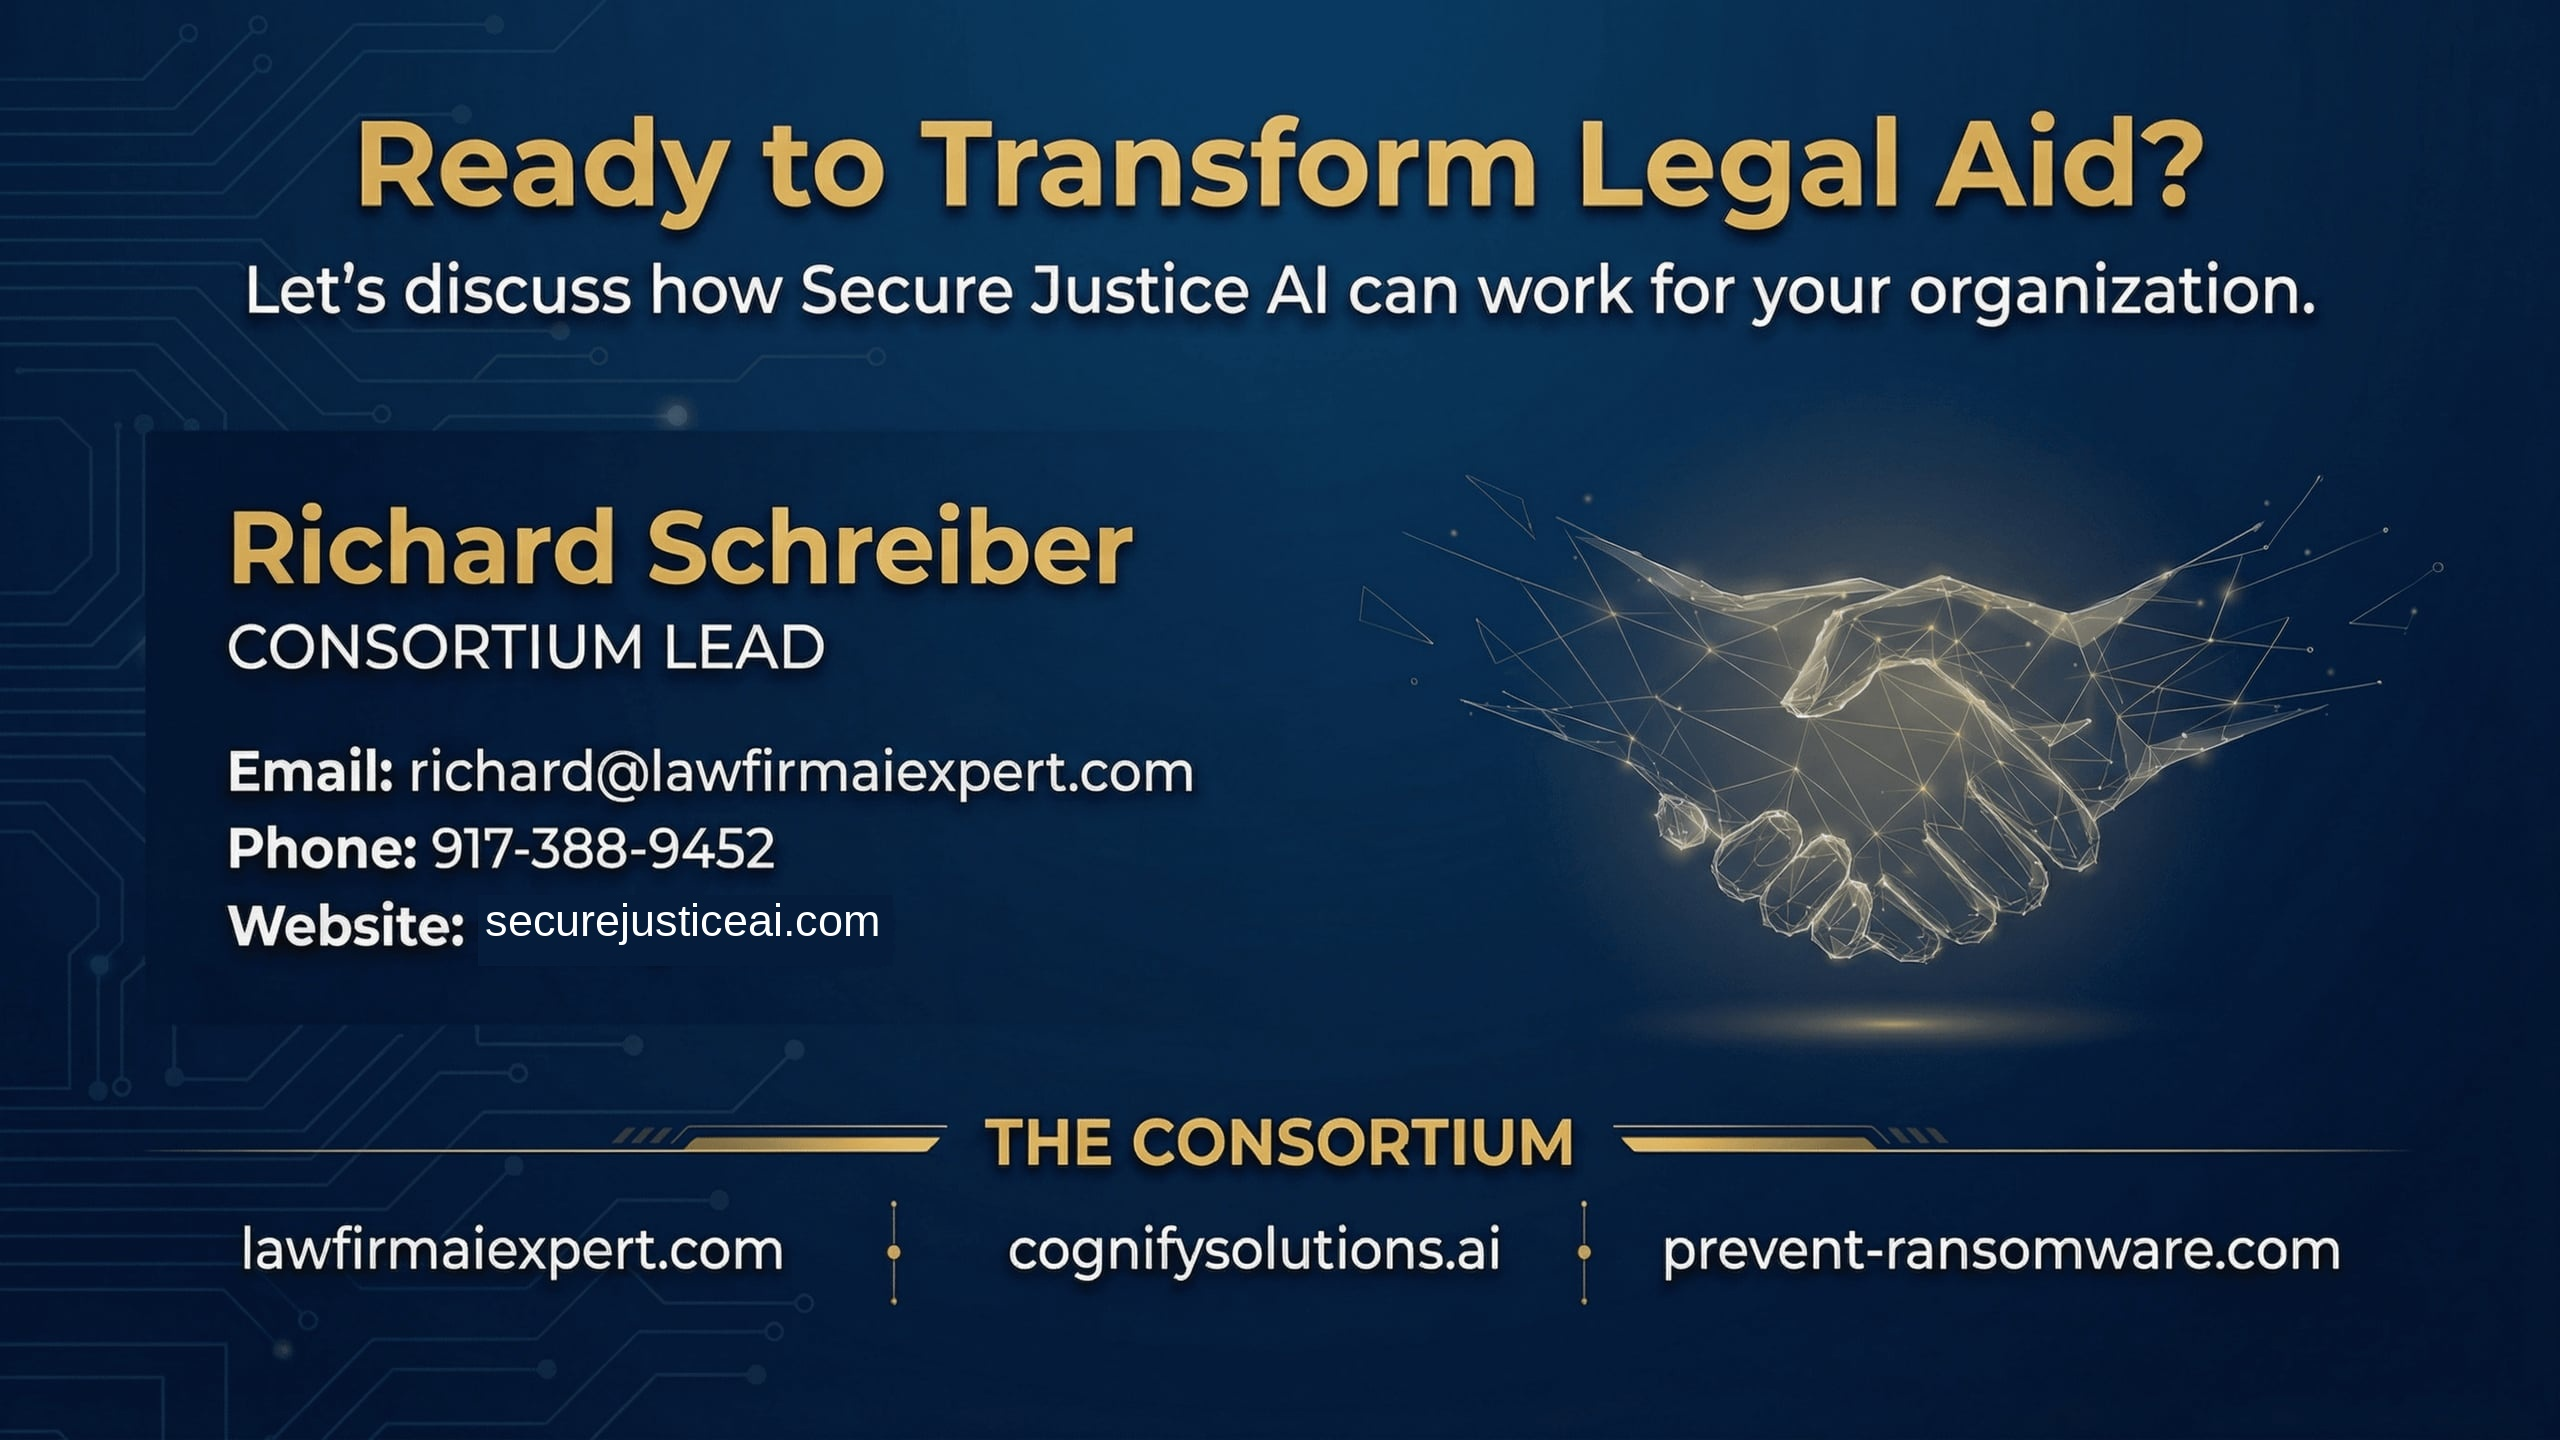 Ready to Transform Legal Aid?
Let's discuss how Secure Justice AI can work for your organization.
Richard Schreiber
CONSORTIUM LEAD
Email: richard@lawfirmaiexpert.com
Phone: 917-388-9452
Website: securejusticeai.com
THE CONSORTIUM
lawfirmaiexpert.com
cognifysolutions.ai
prevent-ransomware.com